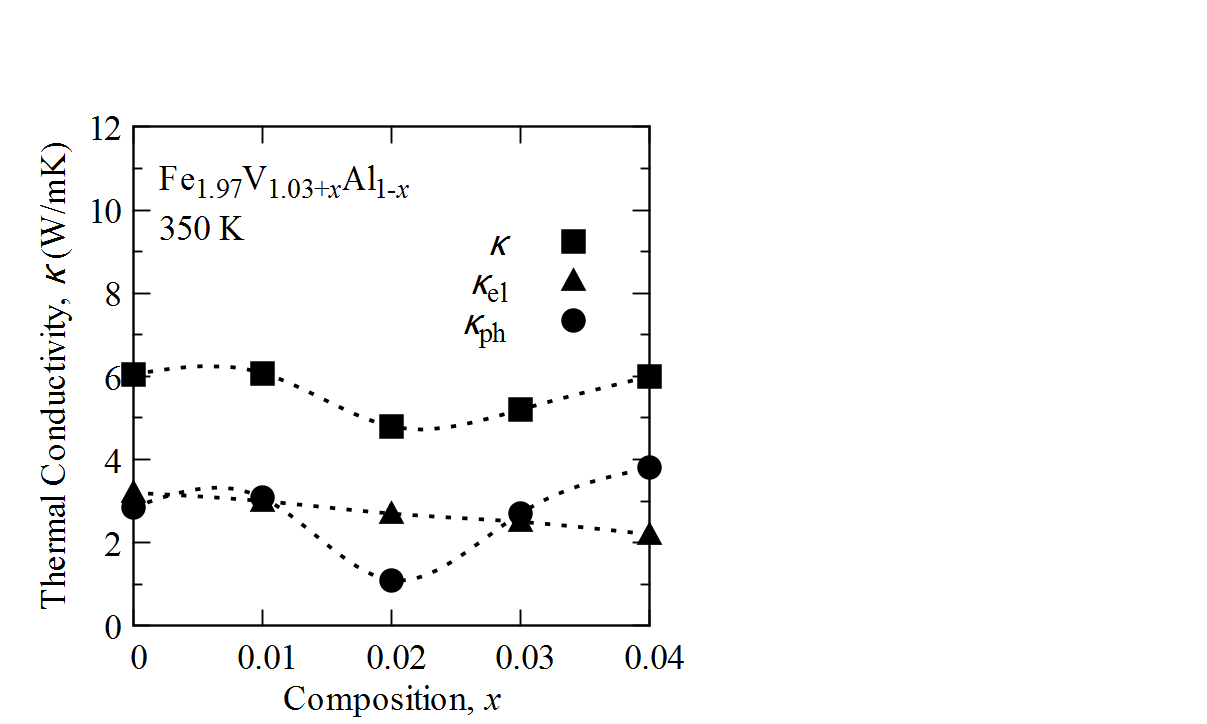 12
10
8
6
4
2
0
Thermal Conductivity, κ (W/mK)
Fe1.97V1.03+xAl1-x
350 K
κ
κel
κph
0 0.01 0.02 0.03 0.04
Composition, x